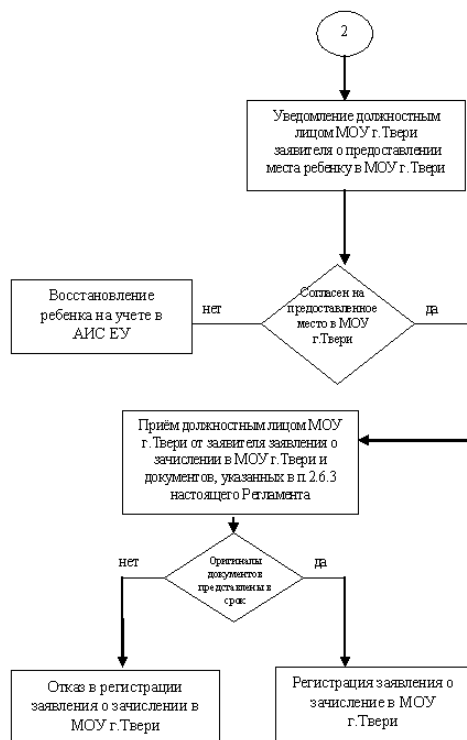 2
Уведомление должностным
лицом МОУ г.Твери
заявителя о предоставлении
места ребенку в МОУ г.Твери
Согласен на
предоставленное
место в МОУ
г.Твери
нет
да
Восстановление
ребенка на учете в
АИС ЕУ
Приём должностным лицом МОУ
г.Твери от заявителя заявления о
зачислении в МОУ г.Твери и
документов, указанных в п. 2.6.3
настоящего Регламента
Оригиналы
документов
представлены в
срок
нет
да
Отказ в регистрации
заявления о зачислении в
МОУ г.Твери
Регистрация заявления о
зачисление в МОУ
г.Твери